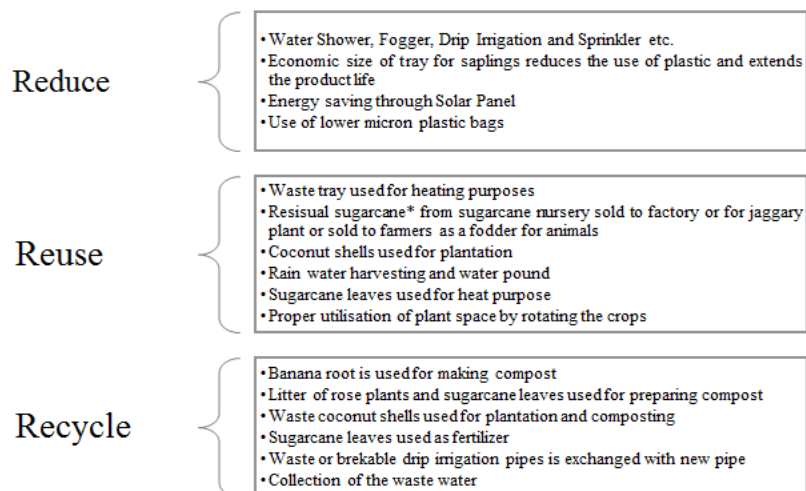 Reduce
•Water Shower, Fogger, Drip Irrigation and Sprinkler etc.
•Economic size of tray for saplings reduces the use of plastic and extends
the product life
•Energy saving through Solar Panel
•Use of lower micron plastic bags
Reuse
•Waste tray used for heating purposes
•Resisual sugarcane* from sugarcane nursery sold to factory or for jaggary
plant or sold to farmers as a fodder for animals
•Coconut shells used for plantation
•Rain water harvesting and water pound
•Sugarcane leaves used for heat purpose
•Proper utilisation of plant space by rotating the crops
Recycle
•Banana root is used for making compost
•Litter of rose plants and sugarcane leaves used for preparing compost
•Waste coconut shells used for plantation and composting
•Sugarcane leaves used as fertilizer
•Waste or brekable drip irrigation pipes is exchanged with new pipe
•Collection of the waste water